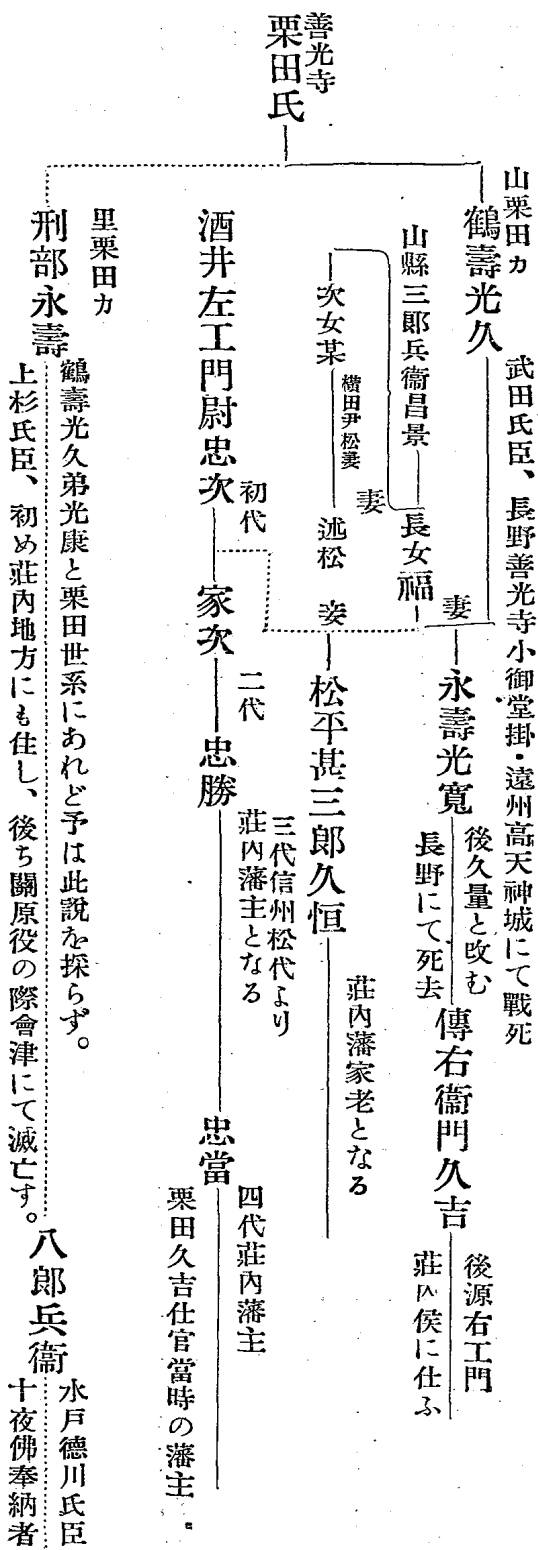 善光寺
栗田氏
山栗田カ
鶴壽光久
武田氏臣、長野善光寺小御堂掛・遠州高天神城にて戰死
山縣三郎兵衞昌景
長女福
妻
次女某
橫田尹松妻
述松
妾
妻
永壽光寬
後久量と改む
長野にて死去
傳右衞門久吉
後源右工門
莊內侯に仕ふ
松平甚三郎久恒
莊內藩家老となる
酒井左工門尉忠次
初代
家次
二代
忠勝
三代信州松代より
莊內藩主となる
忠當
四代莊內藩主
栗田久吉仕官當時の藩主。
里栗田カ
刑部永壽
鶴壽光久弟光康と栗田世系にあれど予は此說を採らず。
上杉氏臣、初め莊內地方にも住し、後ち關原役の際會津にて滅亡す。
八郎兵衞
水戶德川氏臣
十夜佛奉納者